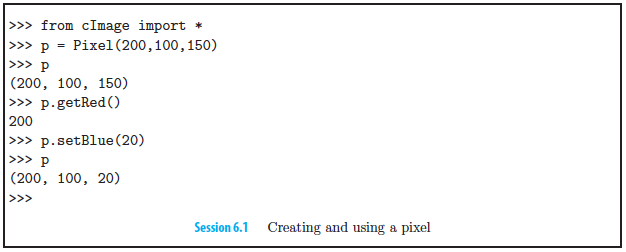 >>> from cImage import *
>>> p = Pixel(200,100,150)
>>> p
(200, 100, 150)
>>> p.getRed()
200
>>> p.setBlue(20)
>>> p
(200, 100, 20)
>>>
Session 6.1 Creating and using a pixel